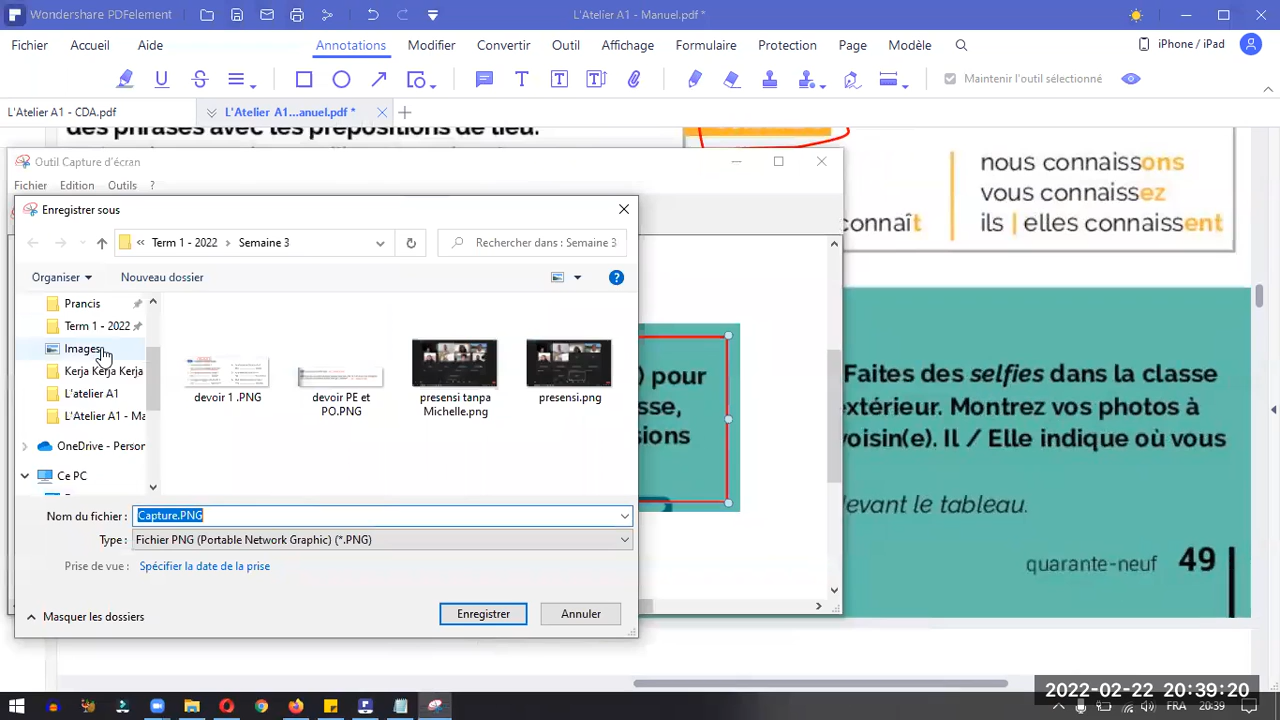 Wondershare PDFelement
L'Atelier A1 - Manuel.pdf *
Fichier Accueil Aide Annotations Modifier Convertir Outil Affichage Formulaire Protection Page Modèle iPhone / iPad
Maintenir l'outil sélectionné
L'Atelier A1 - CDA.pdf
L'Atelier A1...anuel.pdf *
des phrases avec les prépositions de lieu.
Outil Capture d'écran
Fichier Edition Outils ?
Enregistrer sous
Term 1 - 2022 › Semaine 3
Rechercher dans : Semaine 3
Organiser
Nouveau dossier
Prancis
Term 1 - 2022
Images
Kerja Kerja Kerja
L'atelier A1
L'Atelier A1 - Ma
OneDrive - Person
Ce PC
devoir 1 .PNG
devoir PE et PO.PNG
presensi tanpa Michelle.png
presensi.png
Nom du fichier : Capture.PNG
Type : Fichier PNG (Portable Network Graphic) (*.PNG)
Prise de vue : Spécifier la date de la prise
Masquer les dossiers
Enregistrer
Annuler
) pour
sse,
sions
nous connaissons
vous connaissez
connaît
ils | elles connaissent
Faites des selfies dans la classe
extérieur. Montrez vos photos à
voisin(e). Il / Elle indique où vous
levant le tableau.
quarante-neuf 49
2022-02-22 20:39:20
FRA 20:39